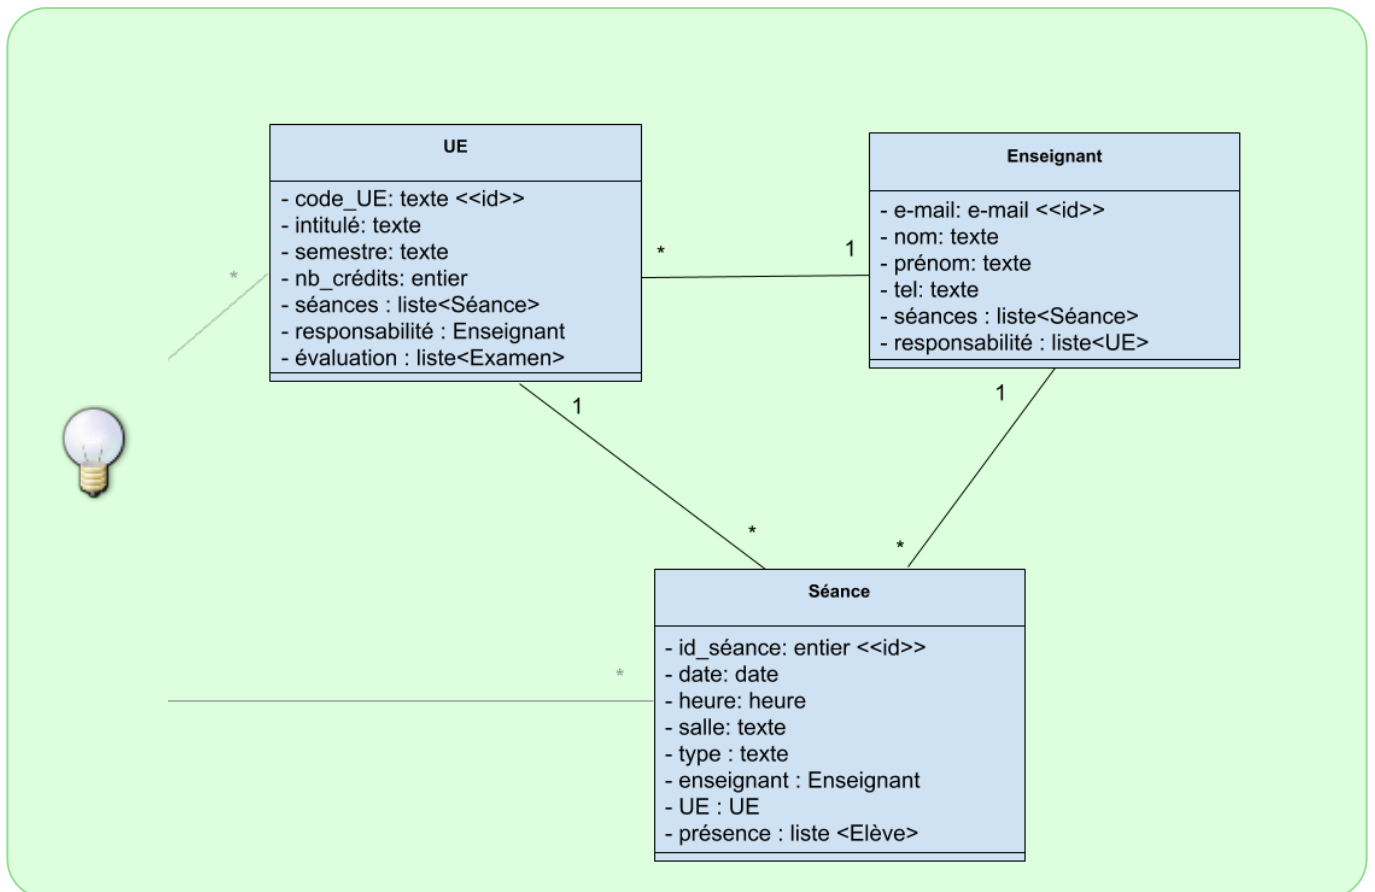 UE
- code_UE: texte <<id>>
- intitulé: texte
- semestre: texte
- nb_crédits: entier
- séances : liste<Séance>
- responsabilité : Enseignant
- évaluation : liste<Examen>
Enseignant
- e-mail: e-mail <<id>>
- nom: texte
- prénom: texte
- tel: texte
- séances : liste<Séance>
- responsabilité : liste<UE>
*
1
*
1
1
*
*
Séance
- id_séance: entier <<id>>
- date: date
- heure: heure
- salle: texte
- type : texte
- enseignant : Enseignant
- UE : UE
- présence : liste <Elève>
*